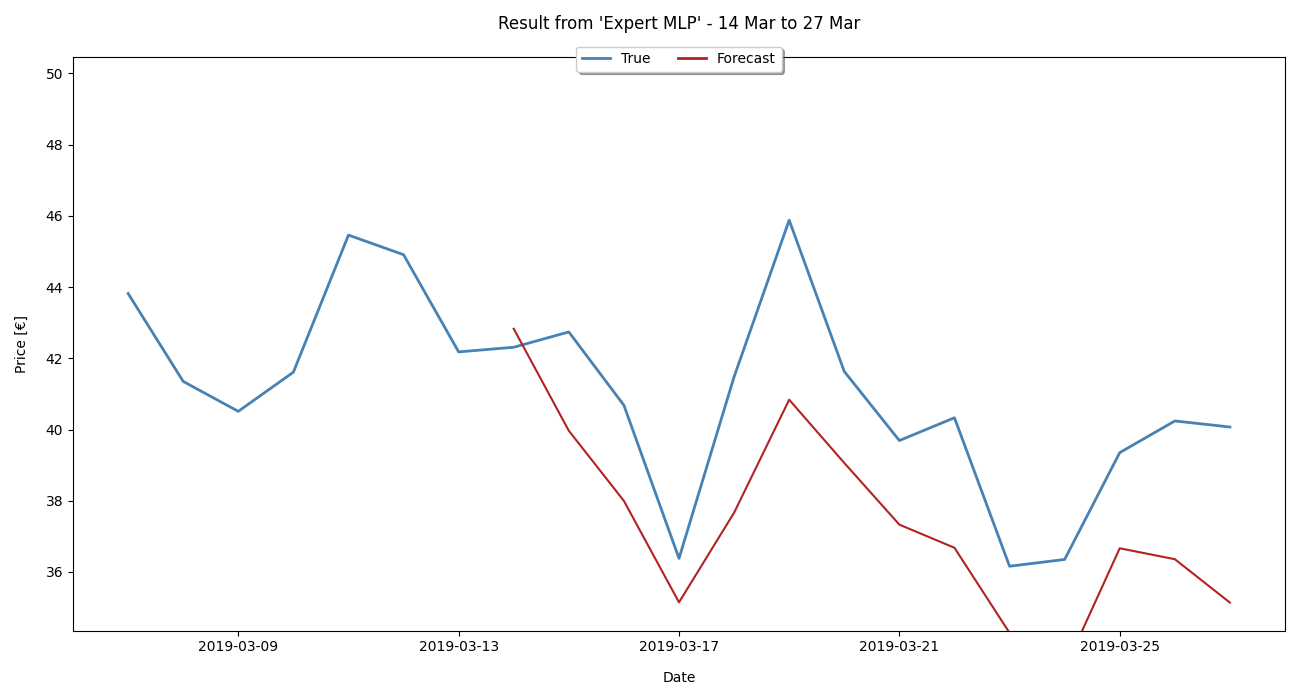 Result from 'Expert MLP' - 14 Mar to 27 Mar
True Forecast
50
48
46
44
42
40
38
36
Price [€]
2019-03-09 2019-03-13 2019-03-17 2019-03-21 2019-03-25
Date